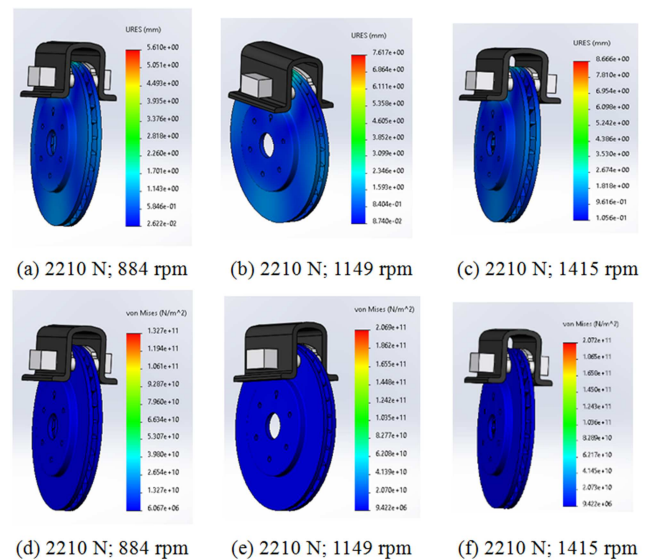 URES (mm)
5.610e+00
5.051e+00
4.493e+00
3.935e+00
3.376e+00
2.818e+00
2.260e+00
1.701e+00
1.143e+00
5.846e-01
2.622e-02
URES (mm)
7.617e+00
6.864e+00
6.111e+00
5.358e+00
4.605e+00
3.852e+00
3.099e+00
2.346e+00
1.593e+00
8.404e-01
8.740e-02
URES (mm)
8.666e+00
7.810e+00
6.954e+00
6.098e+00
5.242e+00
4.386e+00
3.530e+00
2.674e+00
1.818e+00
9.616e-01
1.056e-01
(a) 2210 N; 884 rpm
(b) 2210 N; 1149 rpm
(c) 2210 N; 1415 rpm
von Mises (N/m^2)
1.327e+11
1.194e+11
1.061e+11
9.287e+10
7.960e+10
6.634e+10
5.307e+10
3.980e+10
2.654e+10
1.327e+10
6.067e+06
von Mises (N/m^2)
2.069e+11
1.862e+11
1.655e+11
1.448e+11
1.241e+11
1.035e+11
8.277e+10
6.208e+10
4.139e+10
2.070e+10
9.422e+06
von Mises (N/m^2)
2.072e+11
1.865e+11
1.658e+11
1.450e+11
1.243e+11
1.036e+11
8.289e+10
6.217e+10
4.145e+10
2.073e+10
9.422e+06
(d) 2210 N; 884 rpm
(e) 2210 N; 1149 rpm
(f) 2210 N; 1415 rpm